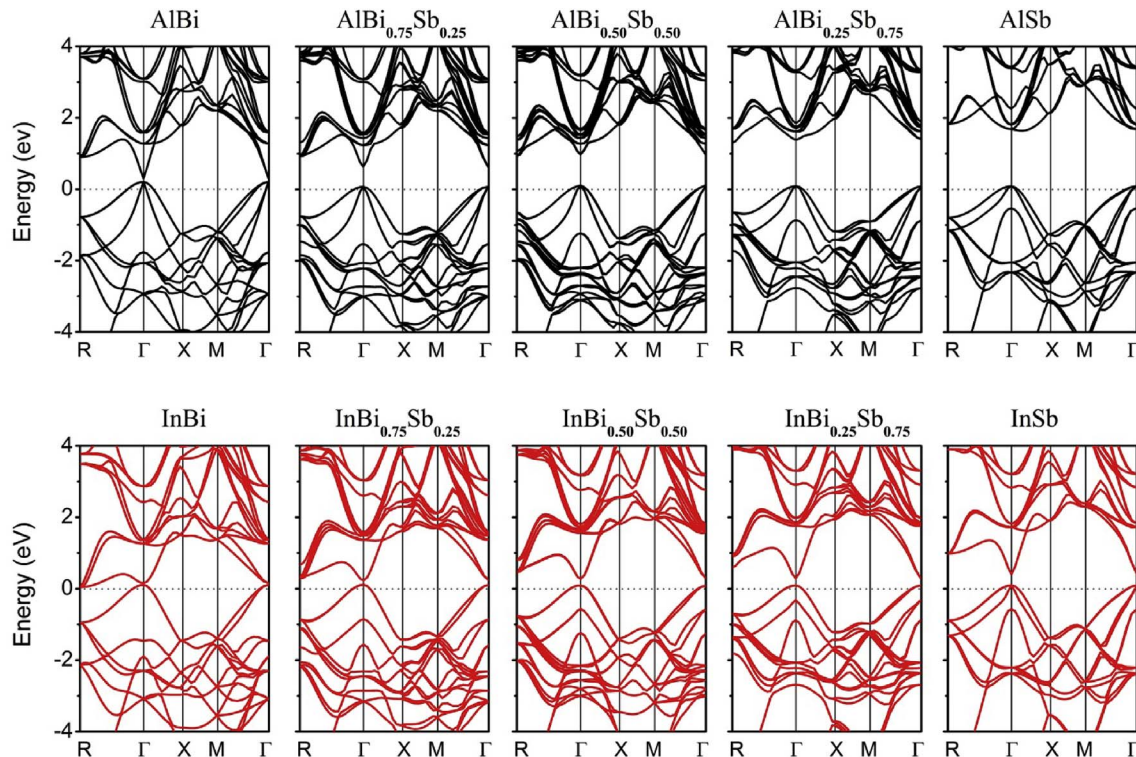 AlBi AlBi0.75Sb0.25 AlBi0.50Sb0.50 AlBi0.25Sb0.75 AlSb
4
2
0
-2
-4
Energy (ev)
R Γ X M Γ R Γ X M Γ R Γ X M Γ R Γ X M Γ R Γ X M Γ
InBi InBi0.75Sb0.25 InBi0.50Sb0.50 InBi0.25Sb0.75 InSb
4
2
0
-2
-4
Energy (eV)
R Γ X M Γ R Γ X M Γ R Γ X M Γ R Γ X M Γ R Γ X M Γ